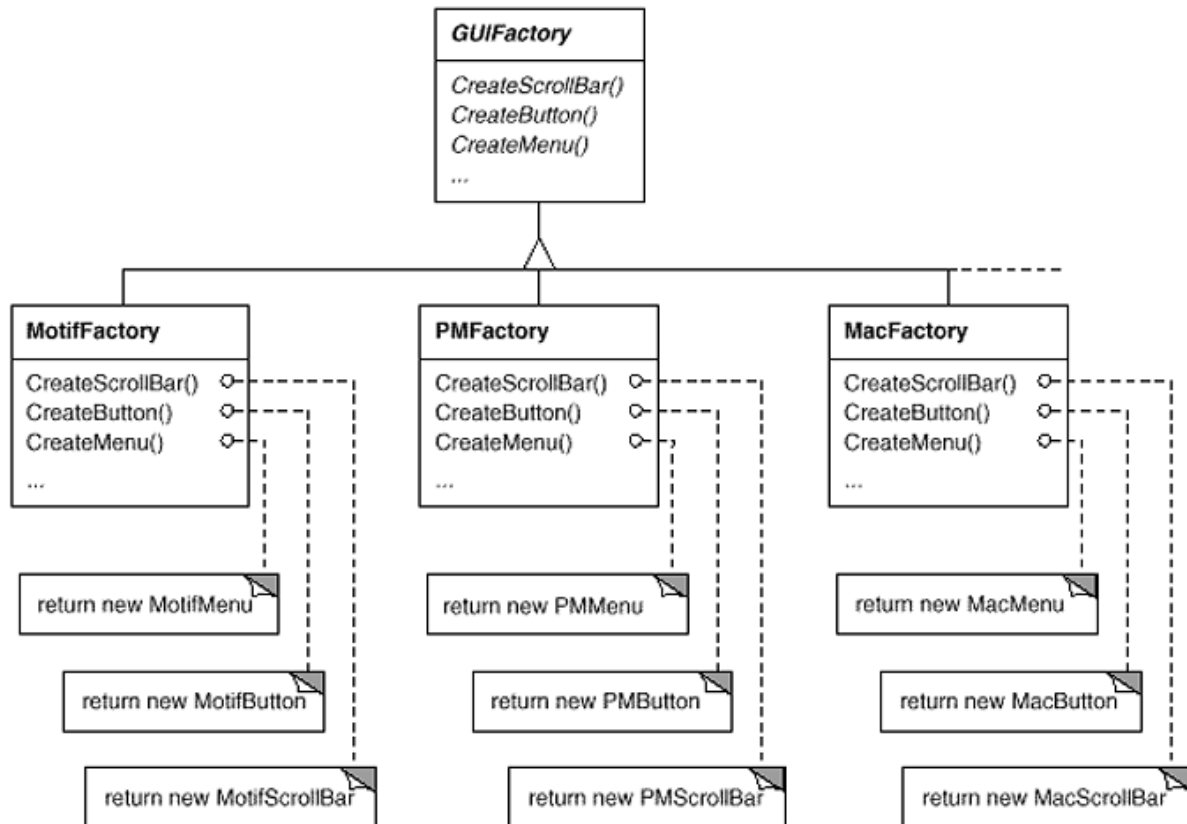 GUIFactory
CreateScrollBar()
CreateButton()
CreateMenu()
...
MotifFactory
CreateScrollBar()
CreateButton()
CreateMenu()
...
PMFactory
CreateScrollBar()
CreateButton()
CreateMenu()
...
MacFactory
CreateScrollBar()
CreateButton()
CreateMenu()
...
return new MotifMenu
return new PMMenu
return new MacMenu
return new MotifButton
return new PMButton
return new MacButton
return new MotifScrollBar
return new PMScrollBar
return new MacScrollBar